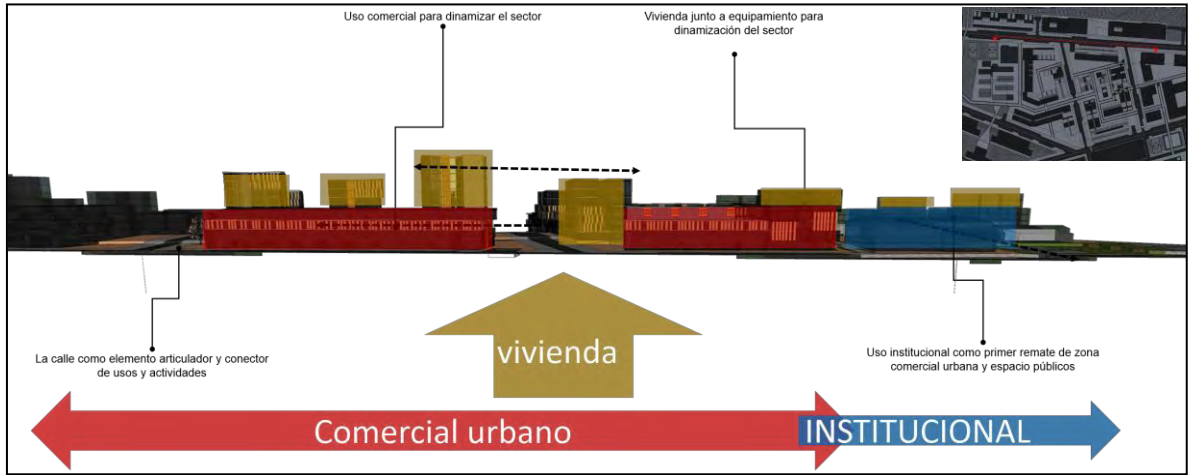 Uso comercial para dinamizar el sector
Vivienda junto a equipamiento para
dinamización del sector
La calle como elemento articulador y conector
de usos y actividades
vivienda
Uso institucional como primer remate de zona
comercial urbana y espacio públicos
Comercial urbano
INSTITUCIONAL